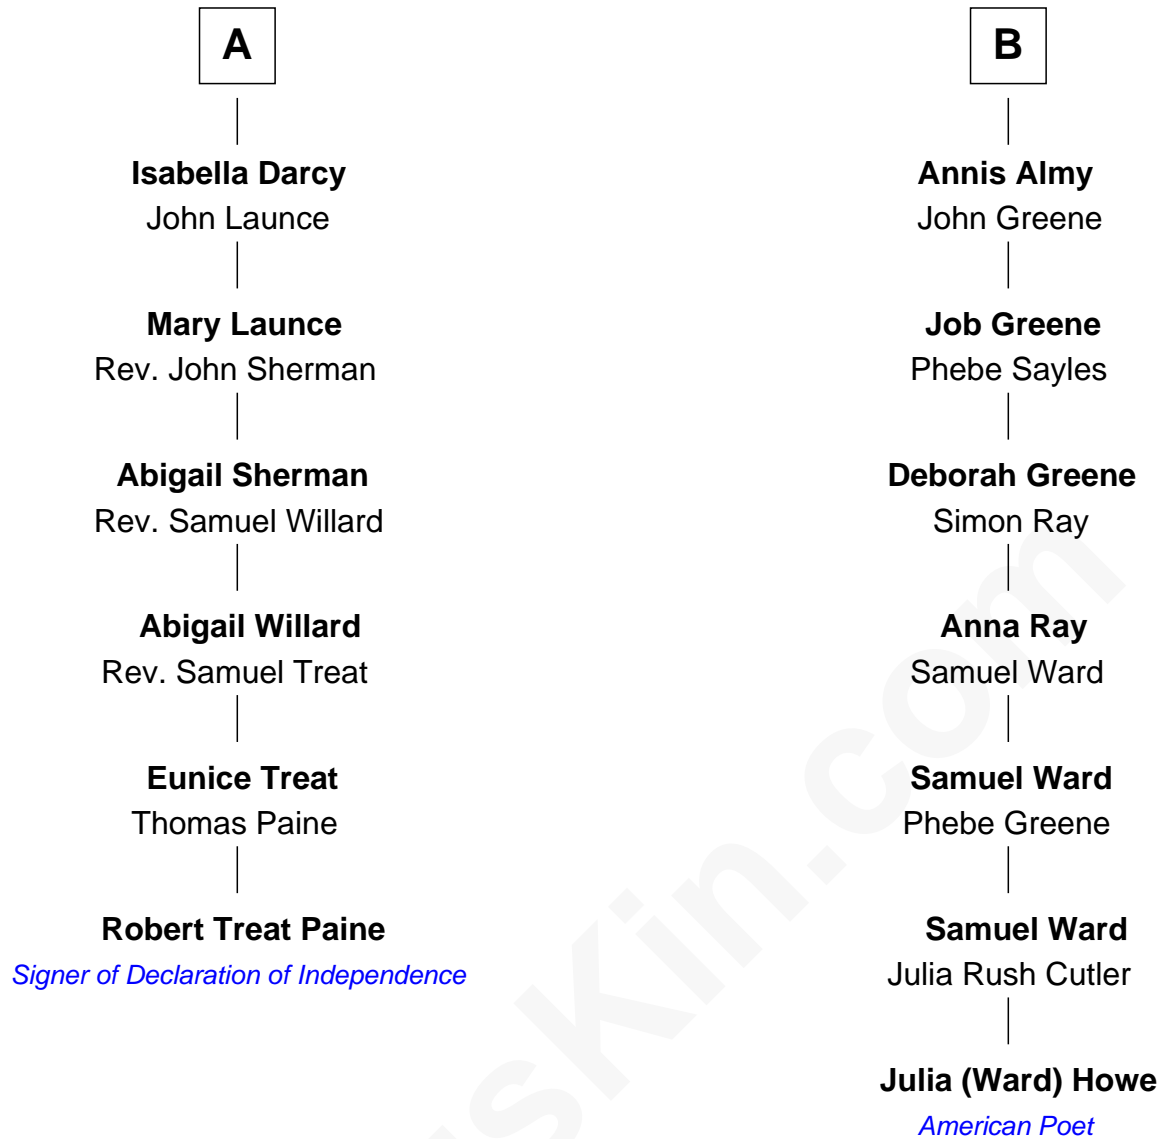 A
Isabella Darcy
John Launce
Mary Launce
Rev. John Sherman
Abigail Sherman
Rev. Samuel Willard
Abigail Willard
Rev. Samuel Treat
Eunice Treat
Thomas Paine
Robert Treat Paine
Signer of Declaration of Independence
B
Annis Almy
John Greene
Job Greene
Phebe Sayles
Deborah Greene
Simon Ray
Anna Ray
Samuel Ward
Samuel Ward
Phebe Greene
Samuel Ward
Julia Rush Cutler
Julia (Ward) Howe
American Poet